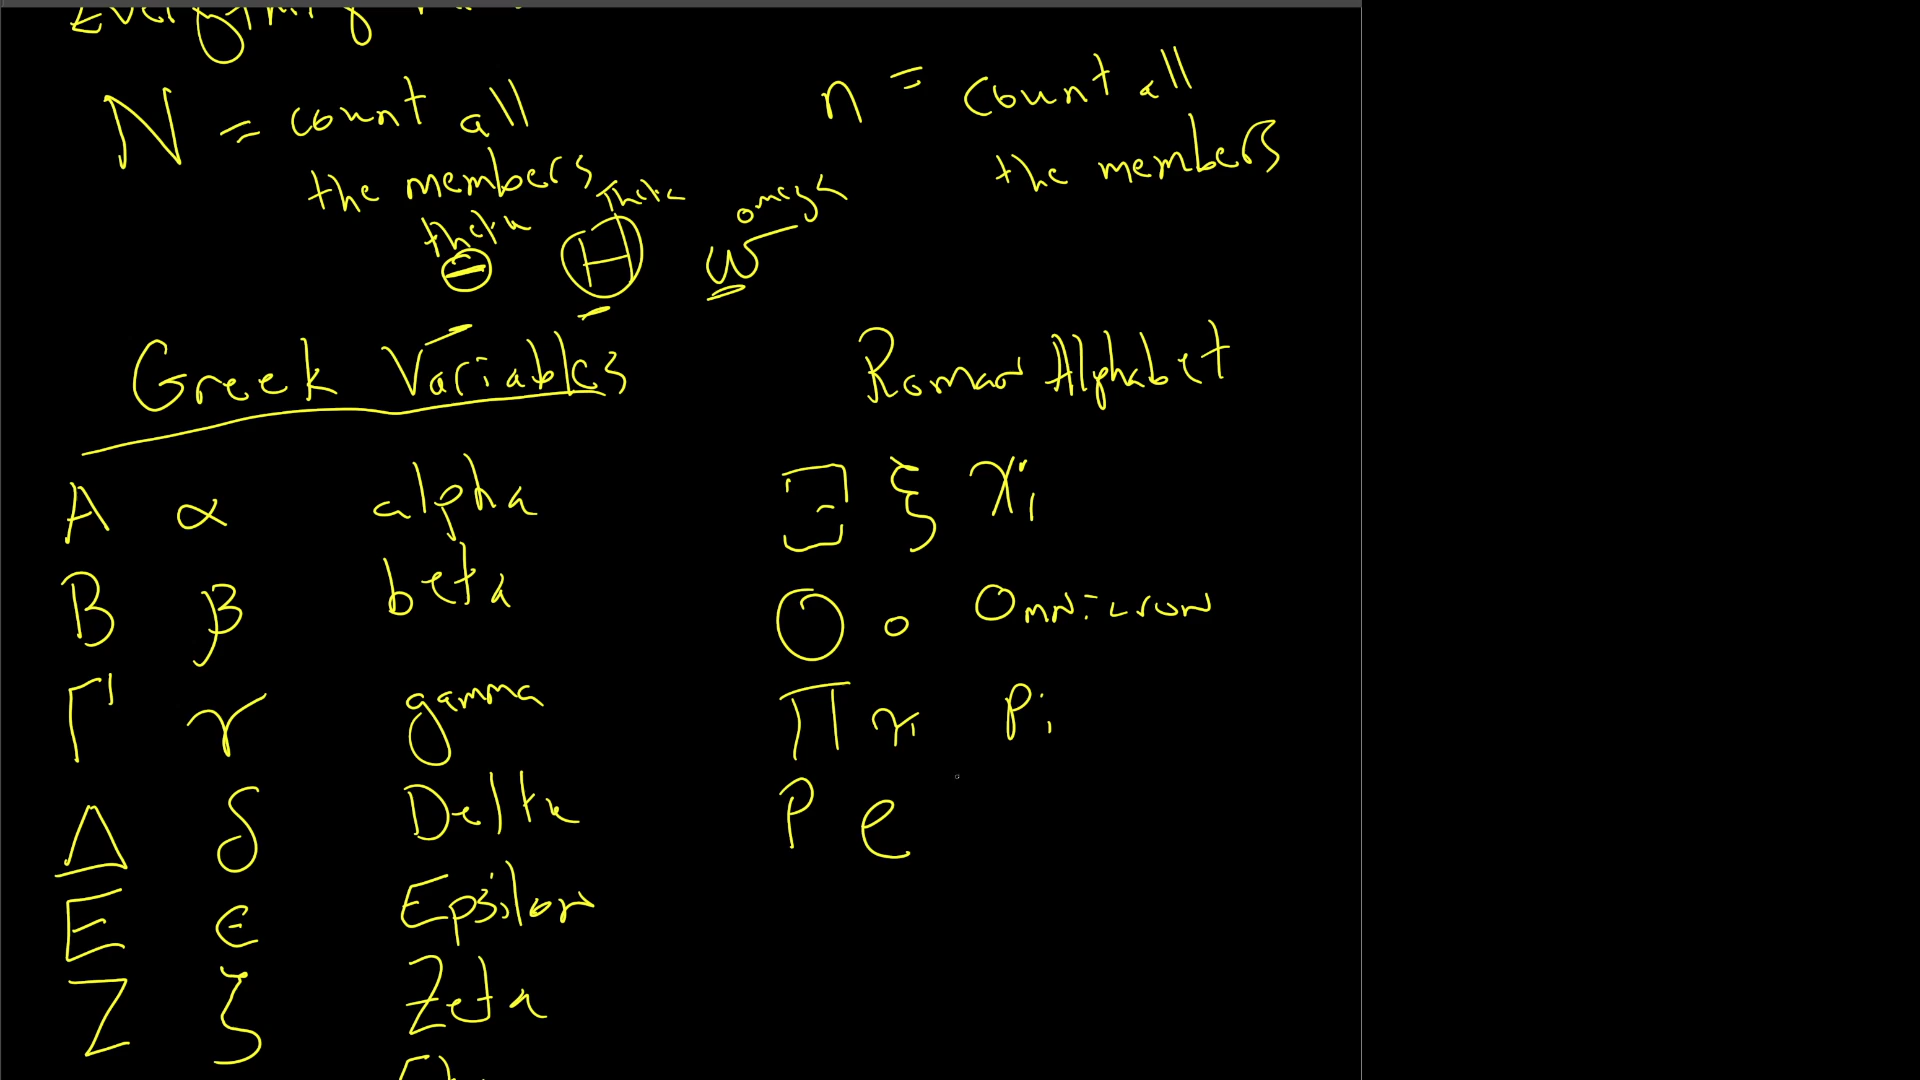 N = count all
the members
theta Theta
Θ Θ ω omega
n = count all
the members
Greek Variables
A α alpha
B β beta
Γ γ gamma
Δ δ Delta
E ϵ Epsilon
Z ζ Zeta
Roman Alphabet
Ξ ξ Xi
O o Omnicron
Π π Pi
P ρ